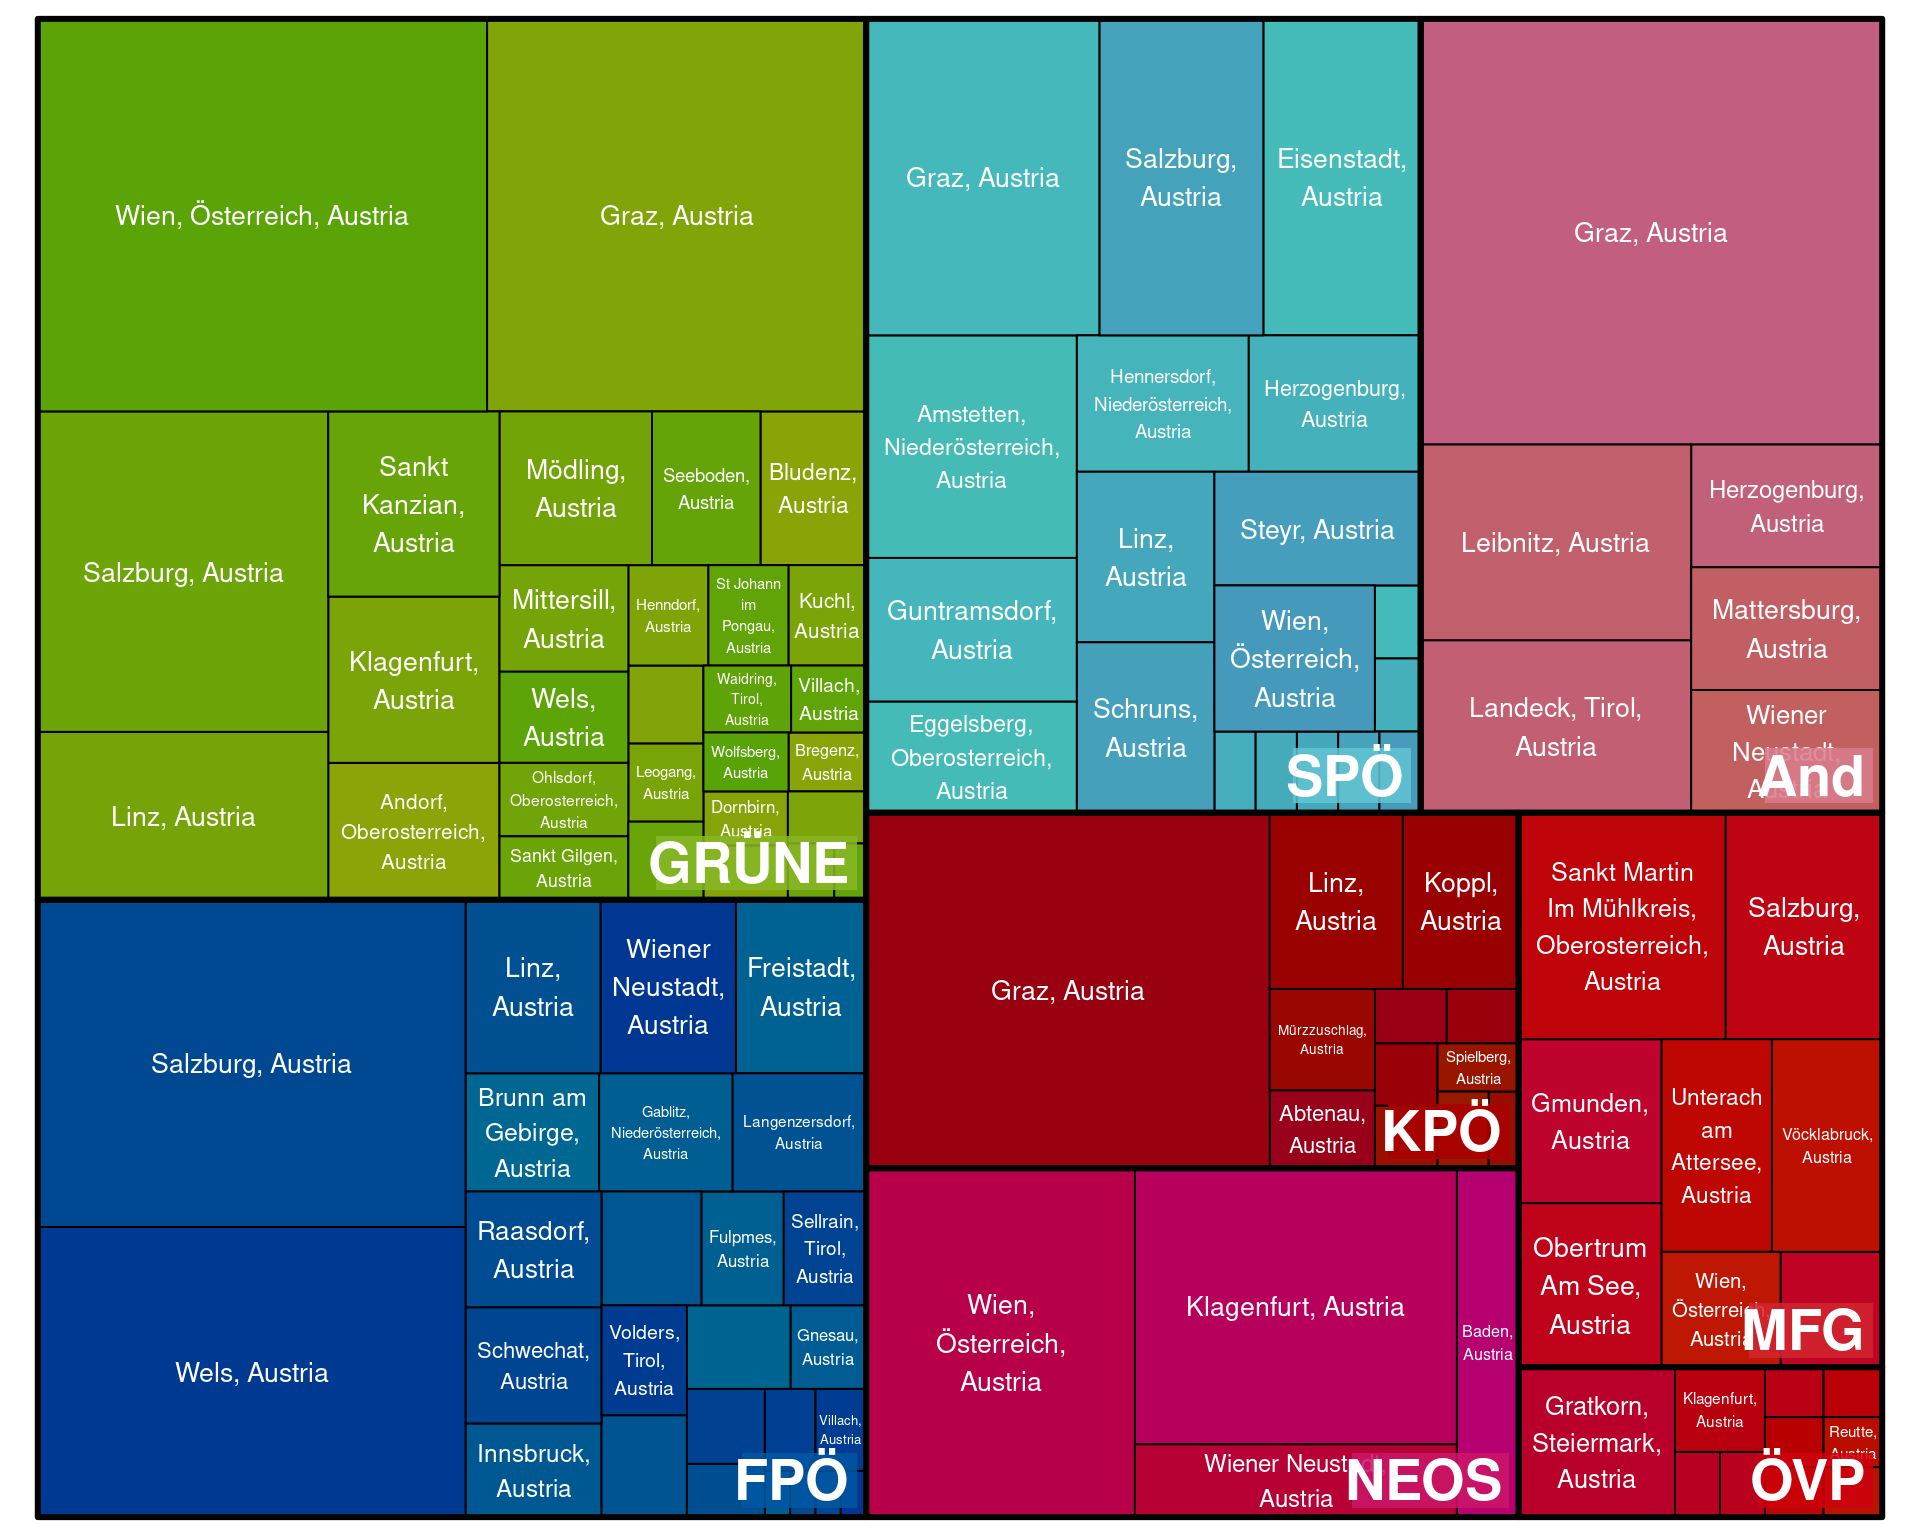 Wien, Österreich, Austria
Graz, Austria
Salzburg, Austria
Sankt
Kanzian,
Austria
Mödling,
Austria
Seeboden,
Austria
Bludenz,
Austria
Klagenfurt,
Austria
Mittersill,
Austria
Henndorf,
Austria
St Johann
im
Pongau,
Austria
Kuchl,
Austria
Wels,
Austria
Waidring,
Tirol,
Austria
Villach,
Austria
Linz, Austria
Andorf,
Oberosterreich,
Austria
Ohlsdorf,
Oberosterreich,
Austria
Leogang,
Austria
Wolfsberg,
Austria
Bregenz,
Austria
Dornbirn,
Austria
Sankt Gilgen,
Austria
GRÜNE
Graz, Austria
Salzburg,
Austria
Eisenstadt,
Austria
Amstetten,
Niederösterreich,
Austria
Hennersdorf,
Niederösterreich,
Austria
Herzogenburg,
Austria
Linz,
Austria
Steyr, Austria
Guntramsdorf,
Austria
Wien,
Österreich,
Austria
Eggelsberg,
Oberosterreich,
Austria
Schruns,
Austria
SPÖ
Graz, Austria
Leibnitz, Austria
Herzogenburg,
Austria
Mattersburg,
Austria
Landeck, Tirol,
Austria
Wiener
Neustadt,
And
Salzburg, Austria
Linz,
Austria
Wiener
Neustadt,
Austria
Freistadt,
Austria
Brunn am
Gebirge,
Austria
Gablitz,
Niederösterreich,
Austria
Langenzersdorf,
Austria
Wels, Austria
Raasdorf,
Austria
Fulpmes,
Austria
Sellrain,
Tirol,
Austria
Schwechat,
Austria
Volders,
Tirol,
Austria
Gnesau,
Austria
Innsbruck,
Austria
Villach,
Austria
FPÖ
Graz, Austria
Linz,
Austria
Koppl,
Austria
Mürzzuschlag,
Austria
Spielberg,
Austria
Abtenau,
Austria
KPÖ
Wien,
Österreich,
Austria
Klagenfurt, Austria
Baden,
Austria
Wiener Neustadt,
Austria
NEOS
Sankt Martin
Im Mühlkreis,
Oberosterreich,
Austria
Salzburg,
Austria
Gmunden,
Austria
Unterach
am
Attersee,
Austria
Vöcklabruck,
Austria
Obertrum
Am See,
Austria
Wien,
Österreich,
Austria
MFG
Gratkorn,
Steiermark,
Austria
Klagenfurt,
Austria
Reutte,
Austria
ÖVP